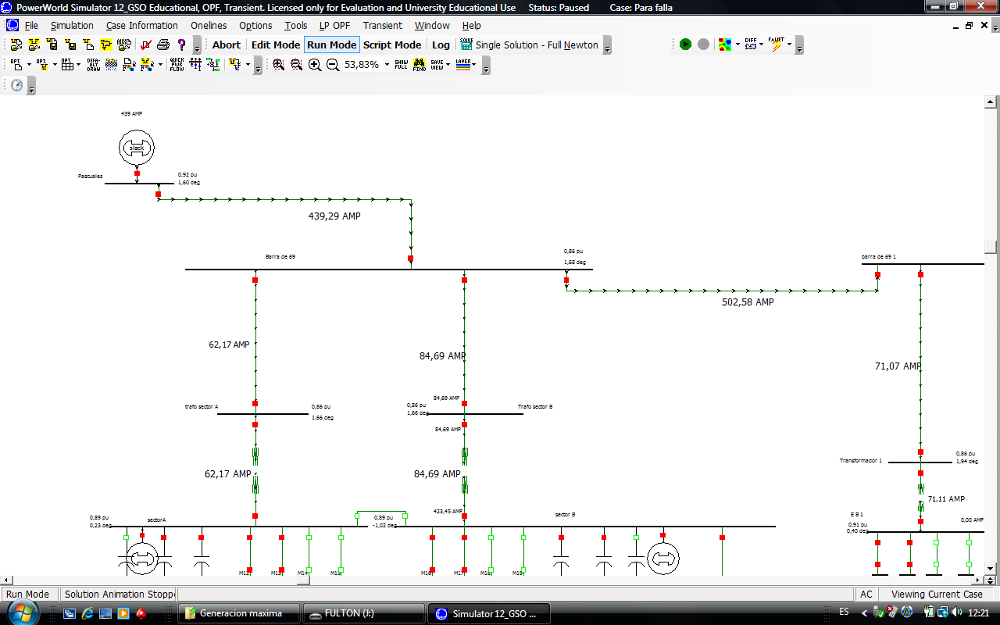 PowerWorld Simulator 12_GSO Educational, OPF, Transient. Licensed only for Evaluation and University Educational Use Status: Paused Case: Para falla
File Simulation Case Information Onelines Options Tools LP OPF Transient Window Help
Abort Edit Mode Run Mode Script Mode Log Single Solution - Full Newton
53,83%
439 AMP
slack
Pascuales
0,92 pu
1,60 deg
439,29 AMP
Barra de 69
0,86 pu
1,68 deg
barra de 69 1
502,58 AMP
62,17 AMP
84,69 AMP
71,07 AMP
84,69 AMP
trafo sector A
0,86 pu
1,66 deg
0,86 pu
1,66 deg
Trafo sector B
84,69 AMP
Transformador 1
0,86 pu
1,94 deg
62,17 AMP
84,69 AMP
71,11 AMP
423,45 AMP
0,89 pu
0,23 deg
sectorA
0,89 pu
-1,02 deg
sector B
E B 1
0,91 pu
0,40 deg
0,00 AMP
M12
M13
M14
M15
M16
M17
M18
M19
Run Mode Solution Animation Stoppe AC Viewing Current Case
Generacion maxima FULTON (J:) Simulator 12_GSO ... ES 12:21